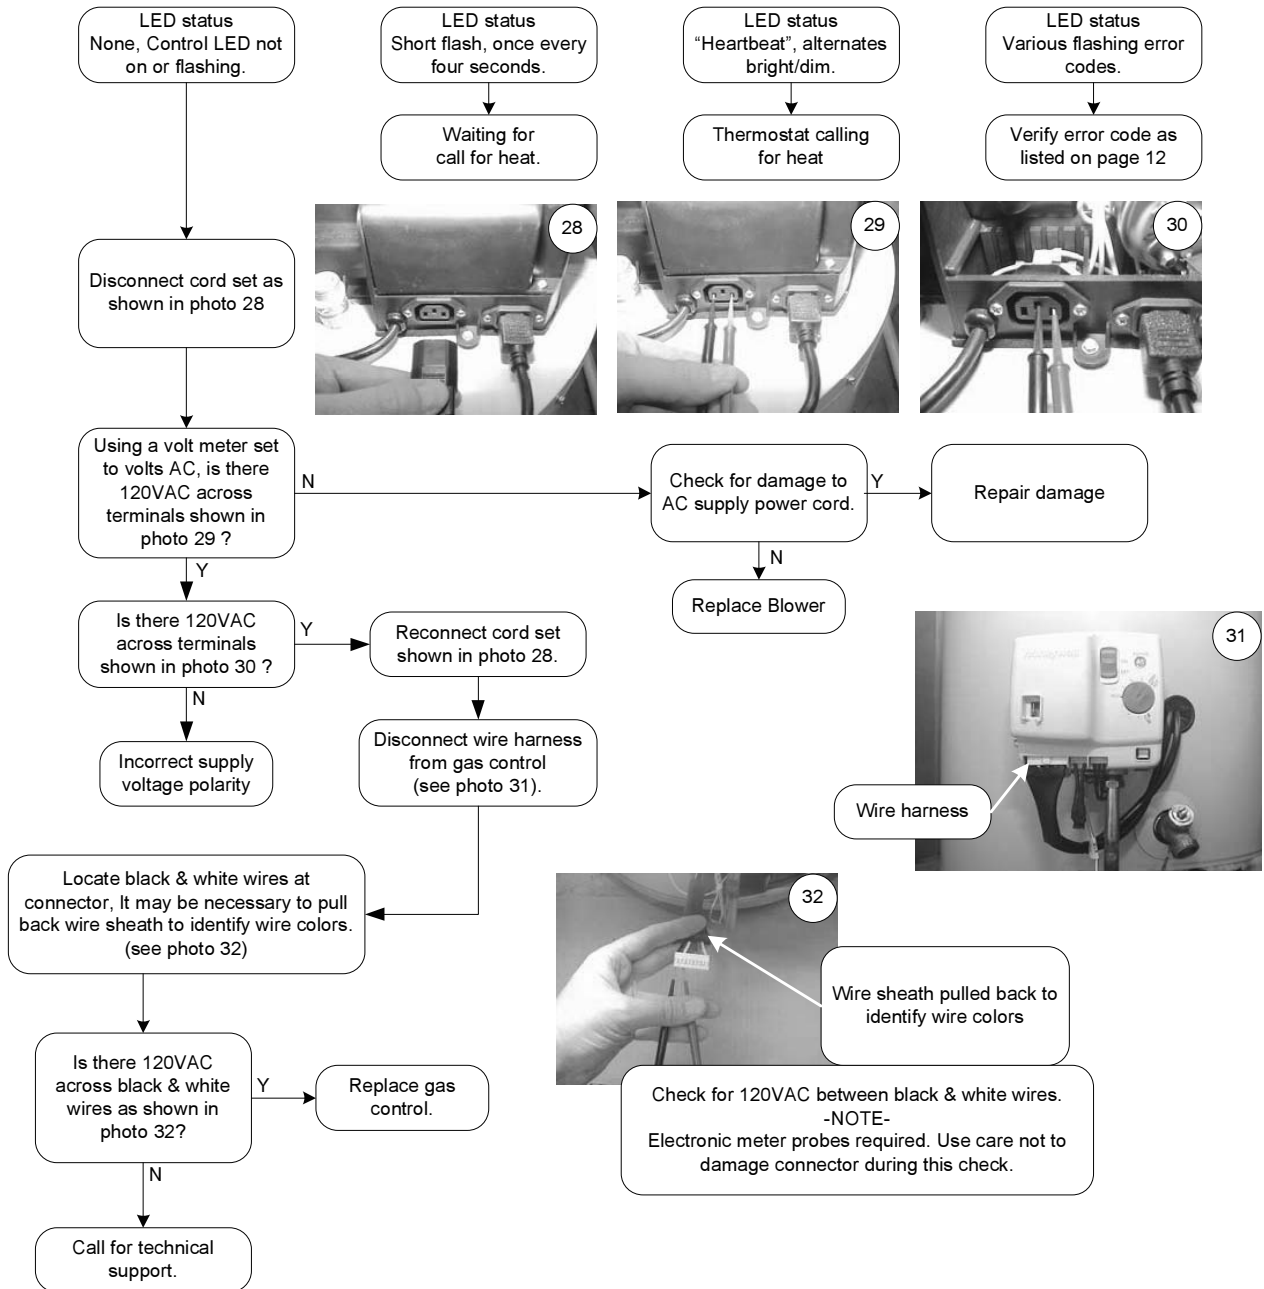 LED status
None, Control LED not
on or flashing.
LED status
Short flash, once every
four seconds.
LED status
“Heartbeat”, alternates
bright/dim.
LED status
Various flashing error
codes.
Waiting for
call for heat.
Thermostat calling
for heat
Verify error code as
listed on page 12
28
29
30
Disconnect cord set as
shown in photo 28
Using a volt meter set
to volts AC, is there
120VAC across
terminals shown in
photo 29 ?
N
Check for damage to
AC supply power cord.
Y
Repair damage
Y
N
Replace Blower
Is there 120VAC
across terminals
shown in photo 30 ?
Y
Reconnect cord set
shown in photo 28.
N
Incorrect supply
voltage polarity
Disconnect wire harness
from gas control
(see photo 31).
31
Wire harness
Locate black & white wires at
connector, It may be necessary to pull
back wire sheath to identify wire colors.
(see photo 32)
32
Wire sheath pulled back to
identify wire colors
Is there 120VAC
across black & white
wires as shown in
photo 32?
Y
Replace gas
control.
Check for 120VAC between black & white wires.
-NOTE-
Electronic meter probes required. Use care not to
damage connector during this check.
N
Call for technical
support.